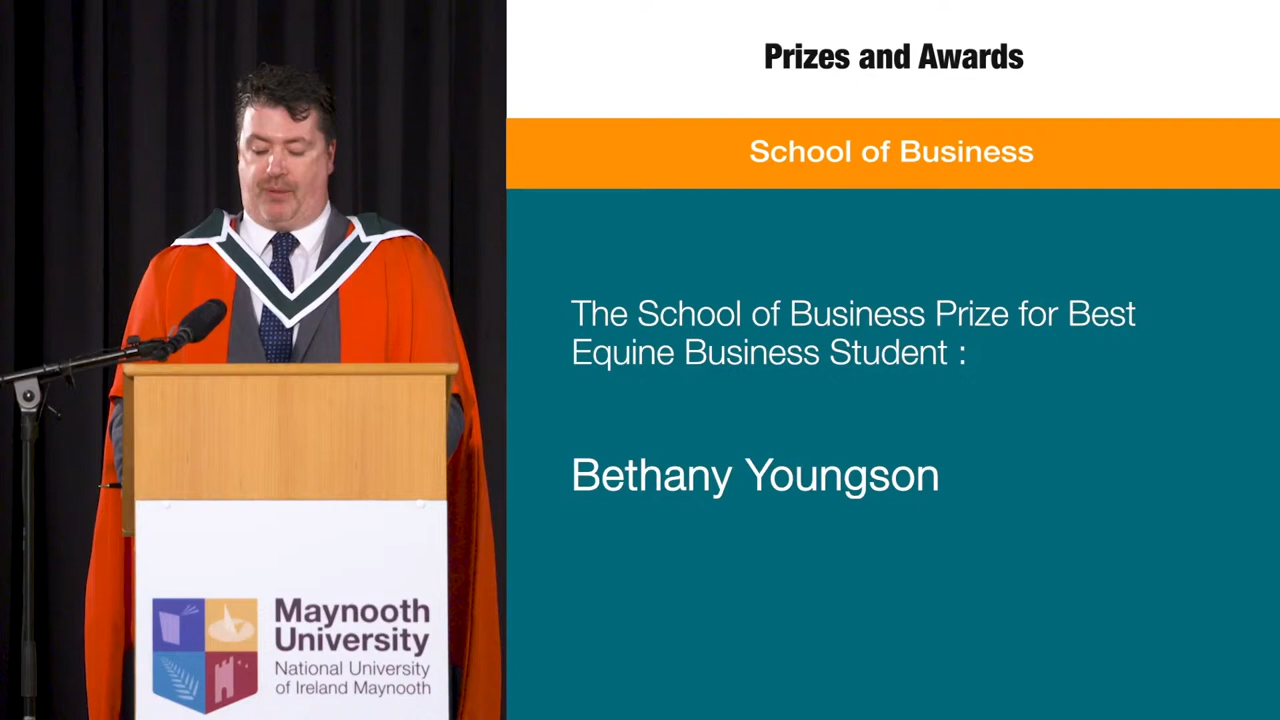 Prizes and Awards
School of Business
The School of Business Prize for Best
Equine Business Student :
Bethany Youngson
Maynooth
University
National University
of Ireland Maynooth